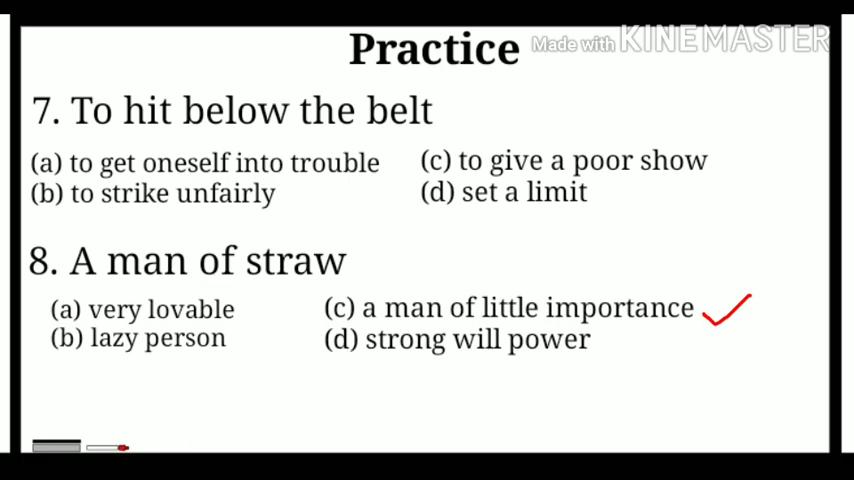 Practice
Made with KINEMASTER
7. To hit below the belt
(a) to get oneself into trouble (c) to give a poor show
(b) to strike unfairly (d) set a limit
8. A man of straw
(a) very lovable (c) a man of little importance
(b) lazy person (d) strong will power